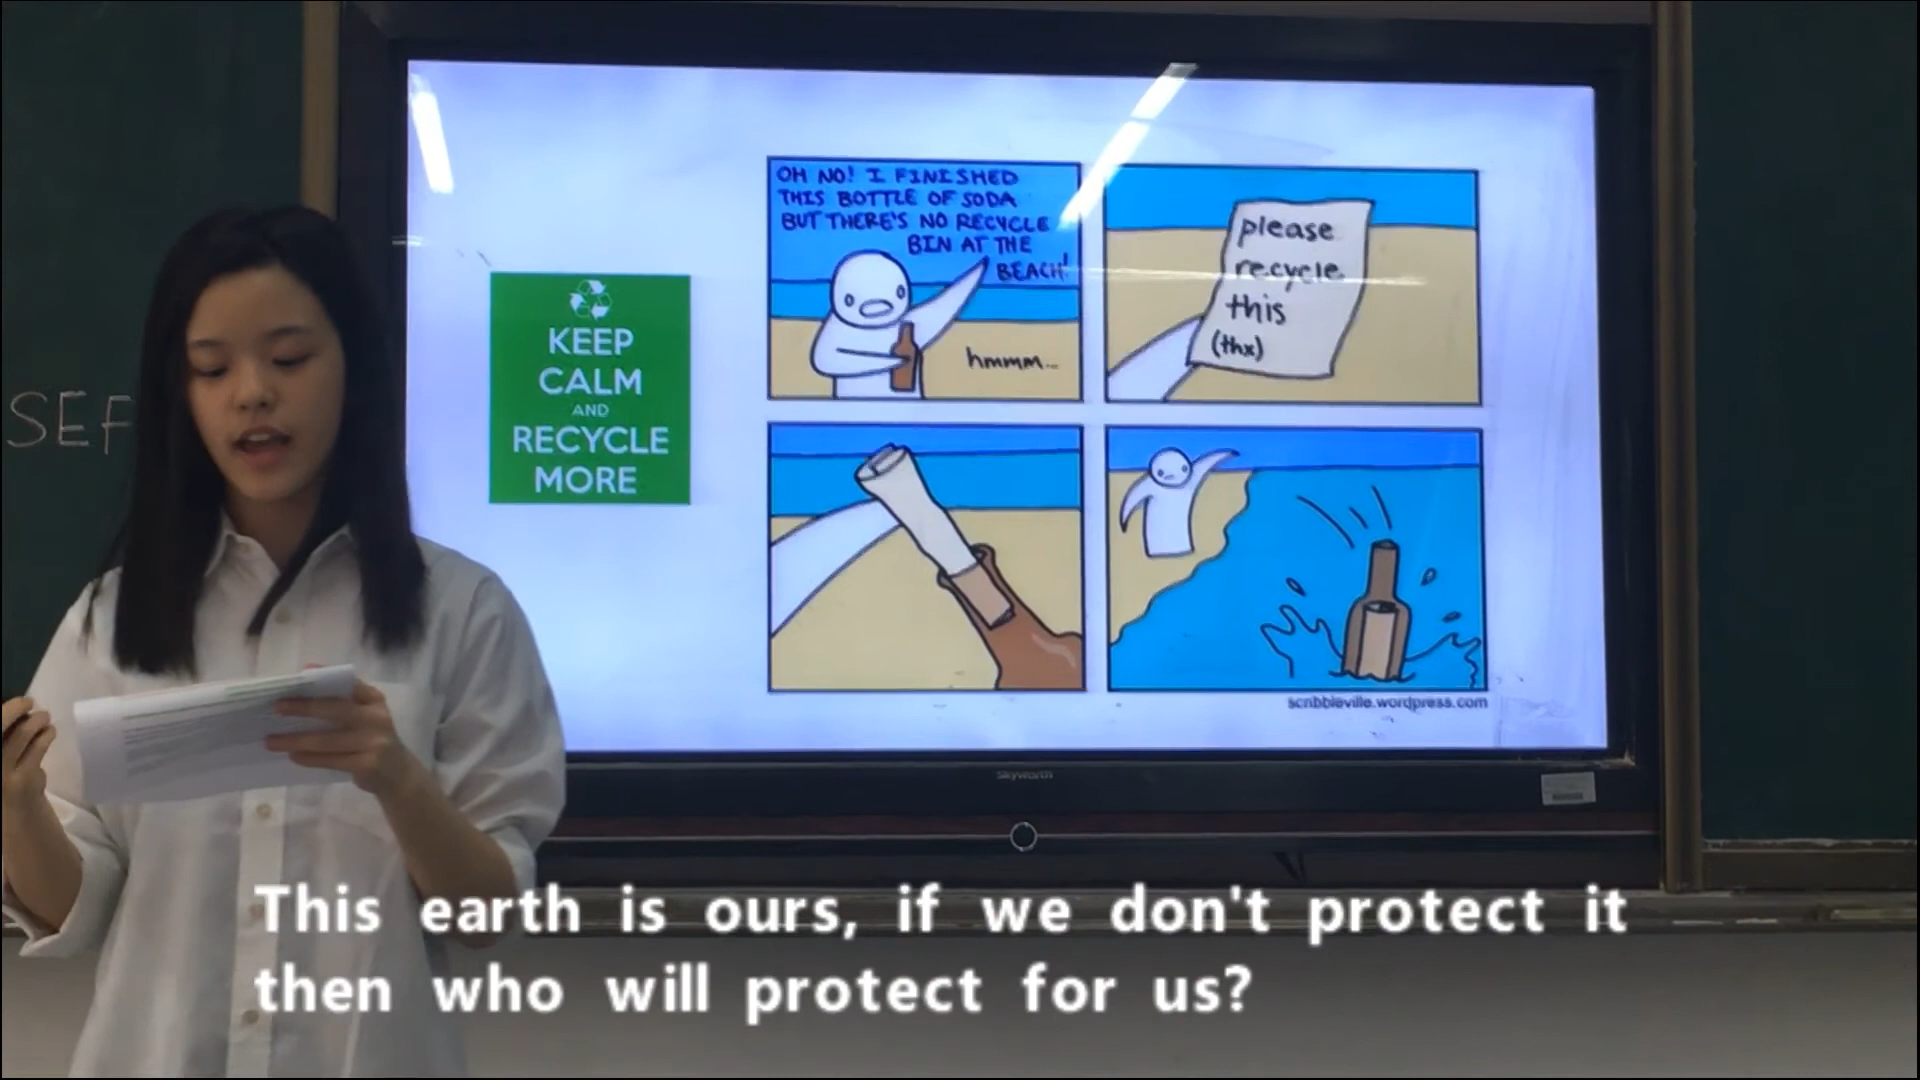 SEF
KEEP
CALM
AND
RECYCLE
MORE
OH NO! I FINISHED
THIS BOTTLE OF SODA
BUT THERE'S NO RECYCLE
BIN AT THE
BEACH!
hmmm...
please
recycle
this
(thx)
scribbleville.wordpress.com
Skyworth
This earth is ours, if we don't protect it
then who will protect for us?